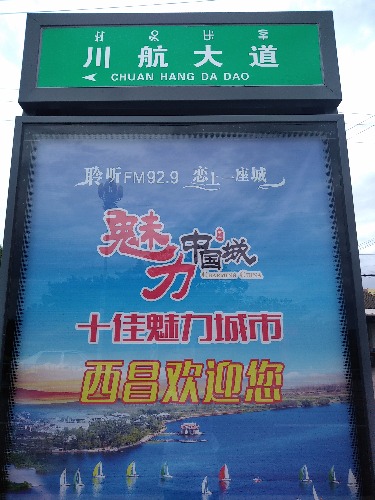 ꍧ ꉻ ꄉ ꈜ
川航大道
CHUAN HANG DA DAO
聆听FM92.9 恋上一座城
魅力中国城
CHARMING CHINA
十佳魅力城市
西昌欢迎您